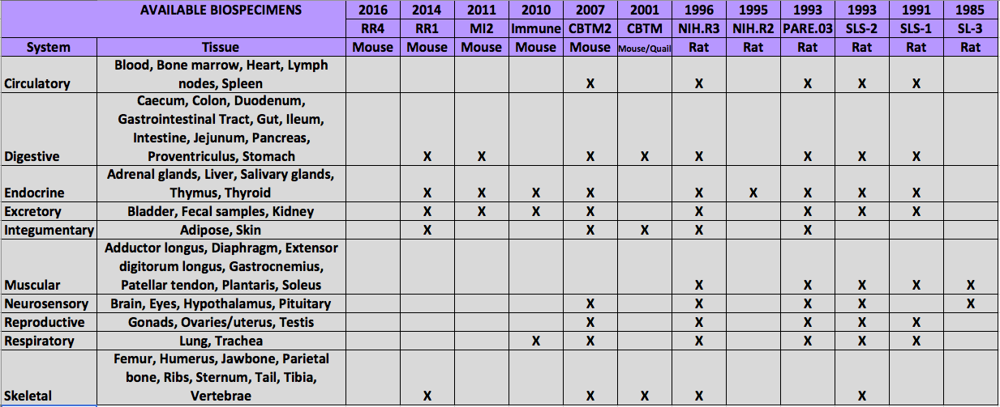 AVAILABLE BIOSPECIMENS 2016 2014 2011 2010 2007 2001 1996 1995 1993 1993 1991 1985
RR4 RR1 MI2 Immune CBTM2 CBTM NIH.R3 NIH.R2 PARE.03 SLS-2 SLS-1 SL-3
System Tissue Mouse Mouse Mouse Mouse Mouse Mouse/Quail Rat Rat Rat Rat Rat Rat
Blood, Bone marrow, Heart, Lymph
Circulatory nodes, Spleen X X X X X
Caecum, Colon, Duodenum,
Gastrointestinal Tract, Gut, Ileum,
Intestine, Jejunum, Pancreas,
Digestive Proventriculus, Stomach X X X X X X X X
Adrenal glands, Liver, Salivary glands,
Endocrine Thymus, Thyroid X X X X X X X X X
Excretory Bladder, Fecal samples, Kidney X X X X X X X X
Integumentary Adipose, Skin X X X X X
Adductor longus, Diaphragm, Extensor
digitorum longus, Gastrocnemius,
Muscular Patellar tendon, Plantaris, Soleus X X X X X
Neurosensory Brain, Eyes, Hypothalamus, Pituitary X X X X X
Reproductive Gonads, Ovaries/uterus, Testis X X X X X
Respiratory Lung, Trachea X X X X X X
Femur, Humerus, Jawbone, Parietal
bone, Ribs, Sternum, Tail, Tibia,
Skeletal Vertebrae X X X X X